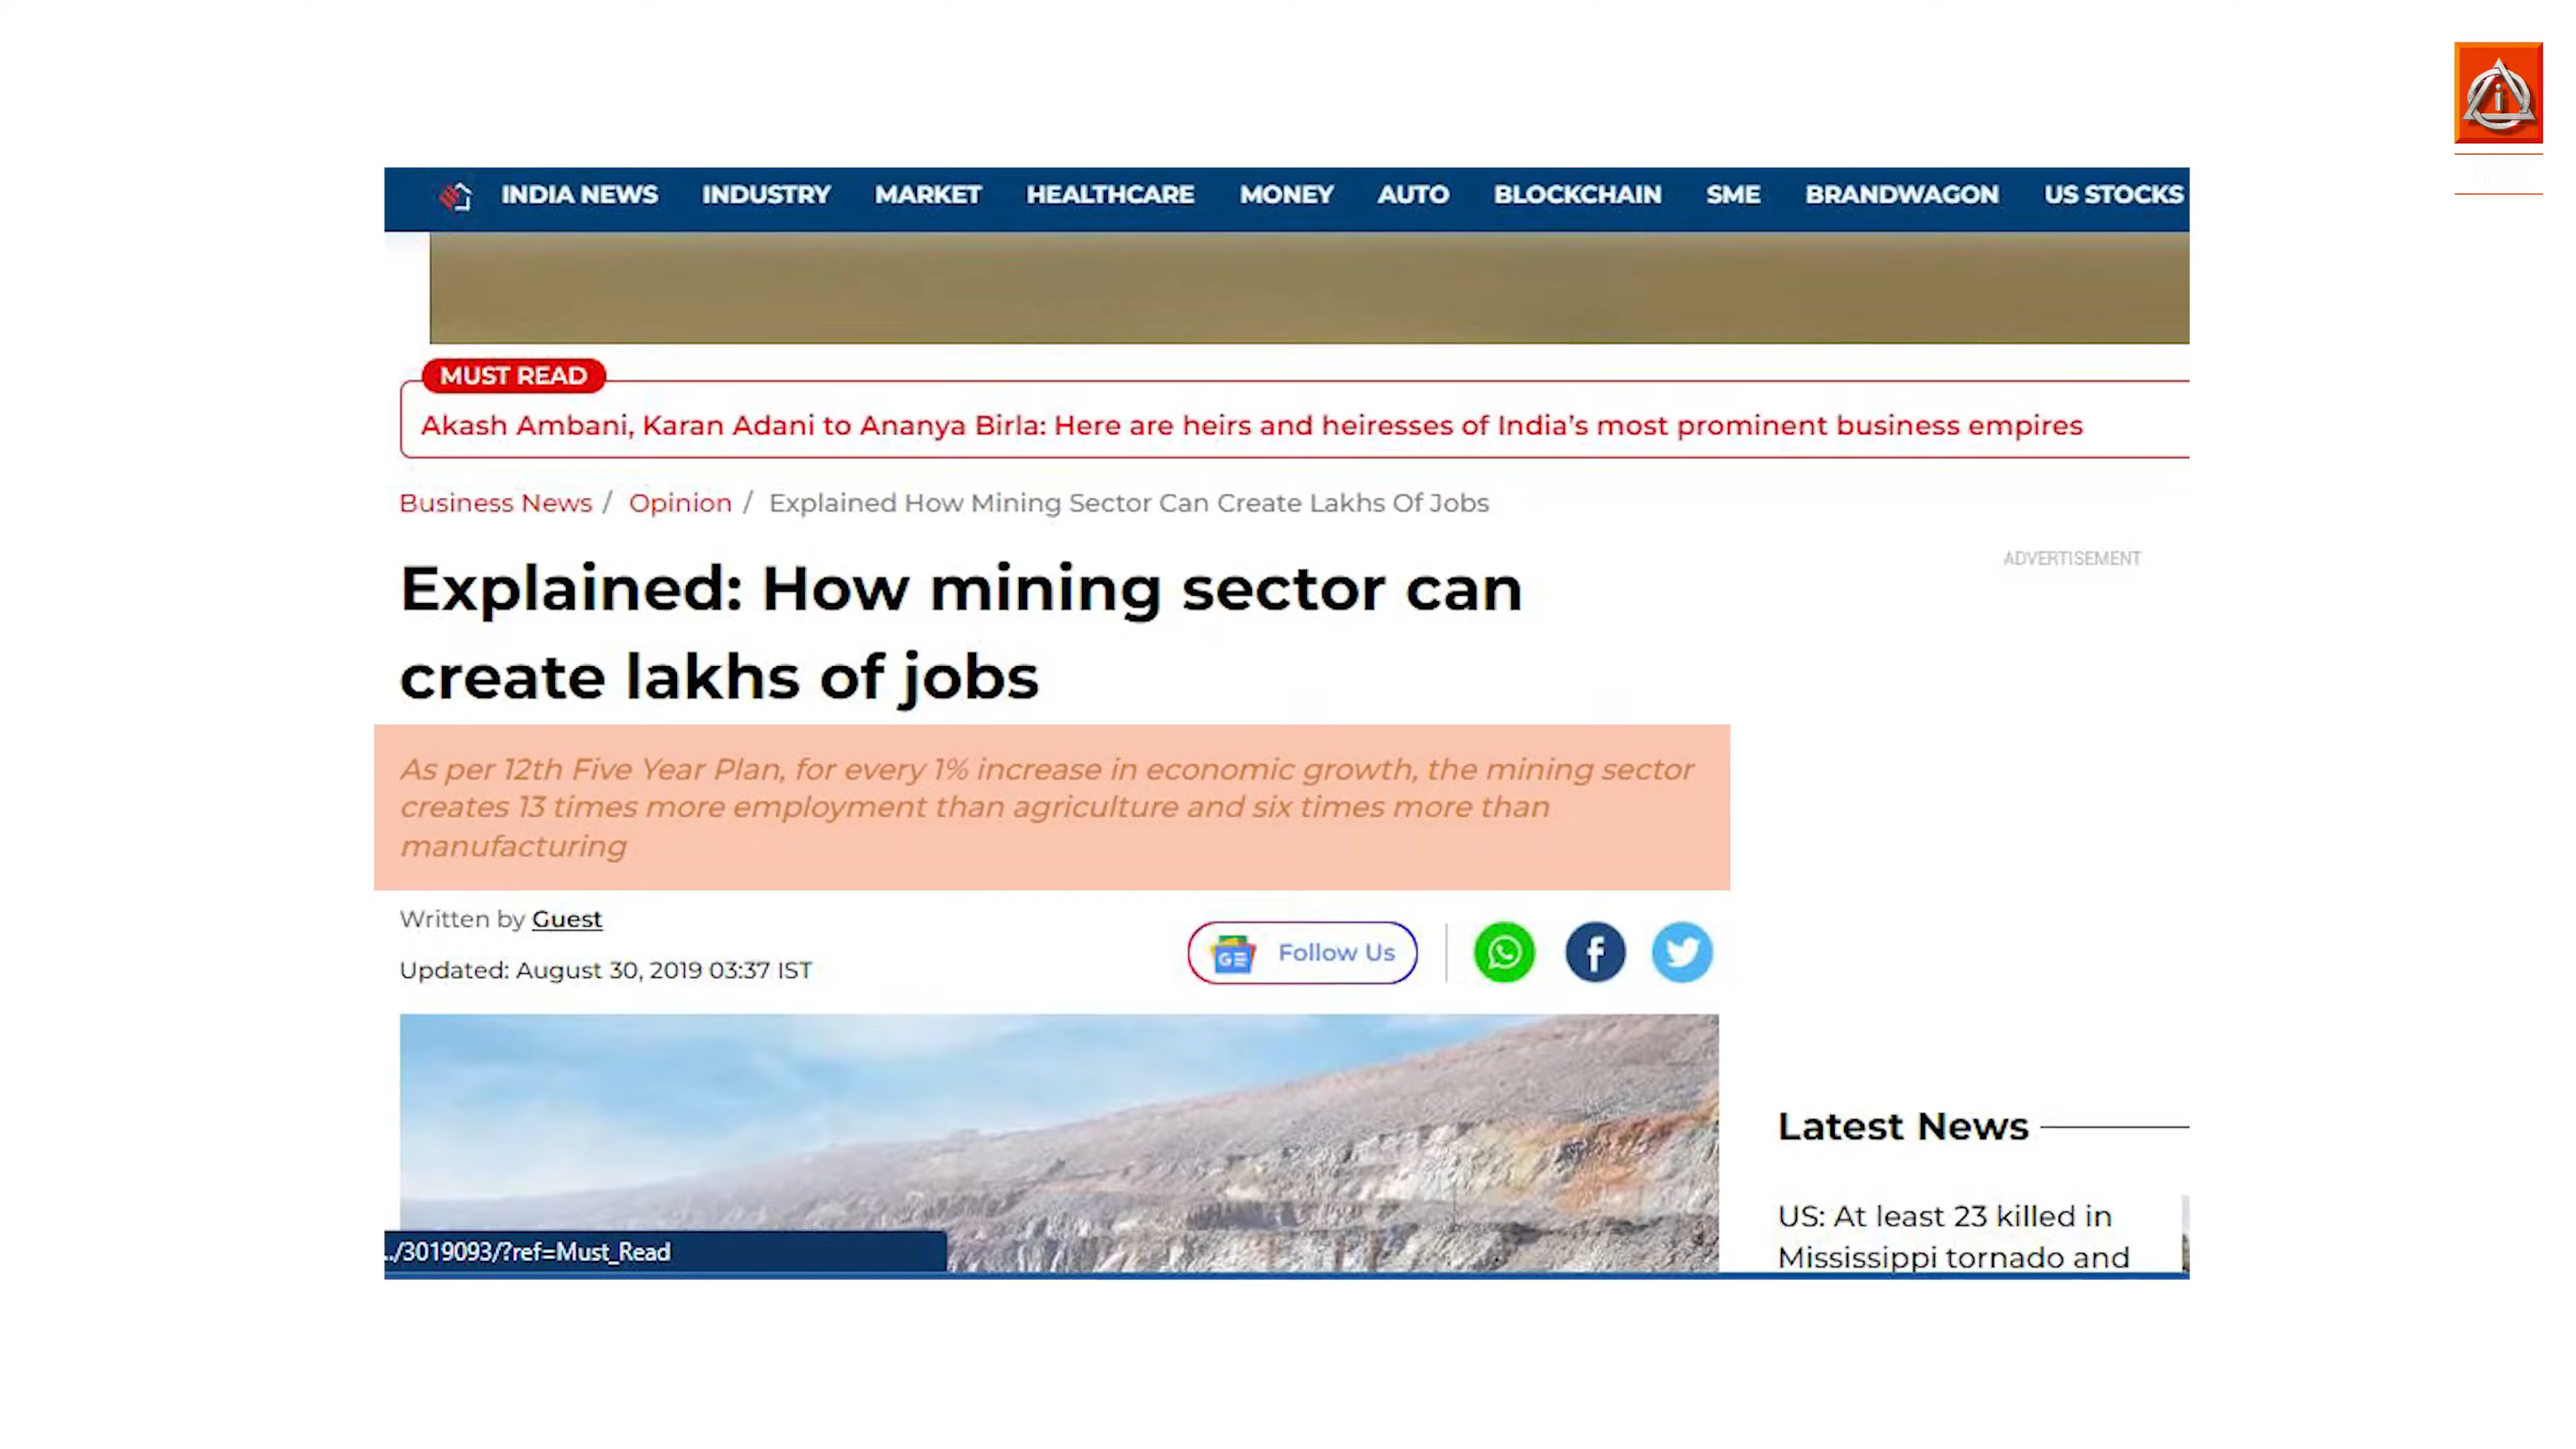 INDIA NEWS INDUSTRY MARKET HEALTHCARE MONEY AUTO BLOCKCHAIN SME BRANDWAGON US STOCKS
MUST READ
Akash Ambani, Karan Adani to Ananya Birla: Here are heirs and heiresses of India's most prominent business empires
Business News / Opinion / Explained How Mining Sector Can Create Lakhs Of Jobs
ADVERTISEMENT
Explained: How mining sector can
create lakhs of jobs
As per 12th Five Year Plan, for every 1% increase in economic growth, the mining sector
creates 13 times more employment than agriculture and six times more than
manufacturing
Written by Guest
Updated: August 30, 2019 03:37 IST
GE Follow Us
Latest News
US: At least 23 killed in
Mississippi tornado and
../3019093/?ref=Must_Read